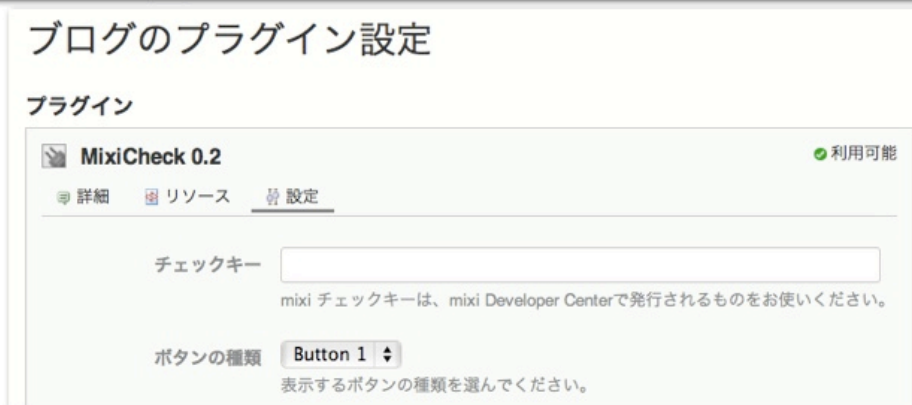 ブログのプラグイン設定
プラグイン
MixiCheck 0.2 利用可能
詳細 リソース 設定
チェックキー
mixi チェックキーは、mixi Developer Centerで発行されるものをお使いください。
ボタンの種類 Button 1
表示するボタンの種類を選んでください。